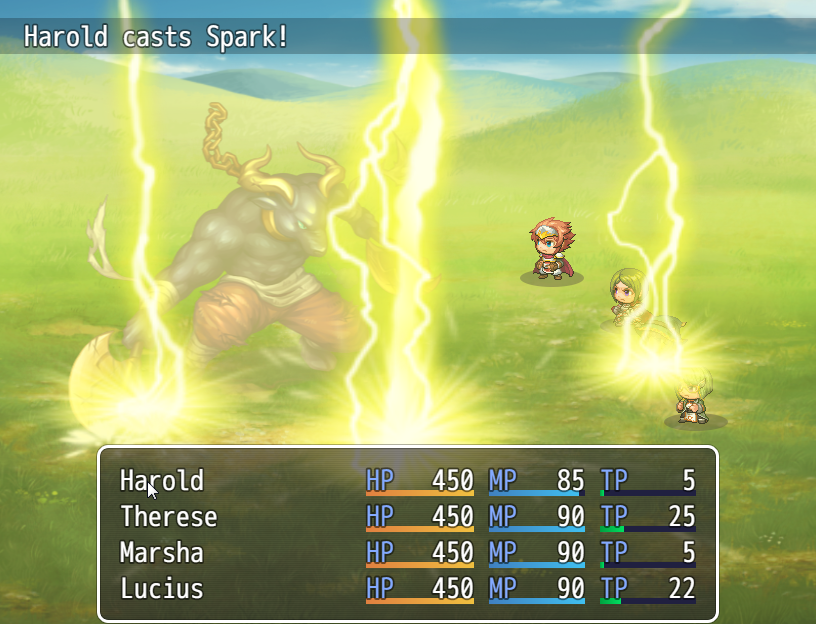 Harold casts Spark!
Harold HP 450 MP 85 TP 5
Therese HP 450 MP 90 TP 25
Marsha HP 450 MP 90 TP 5
Lucius HP 450 MP 90 TP 22